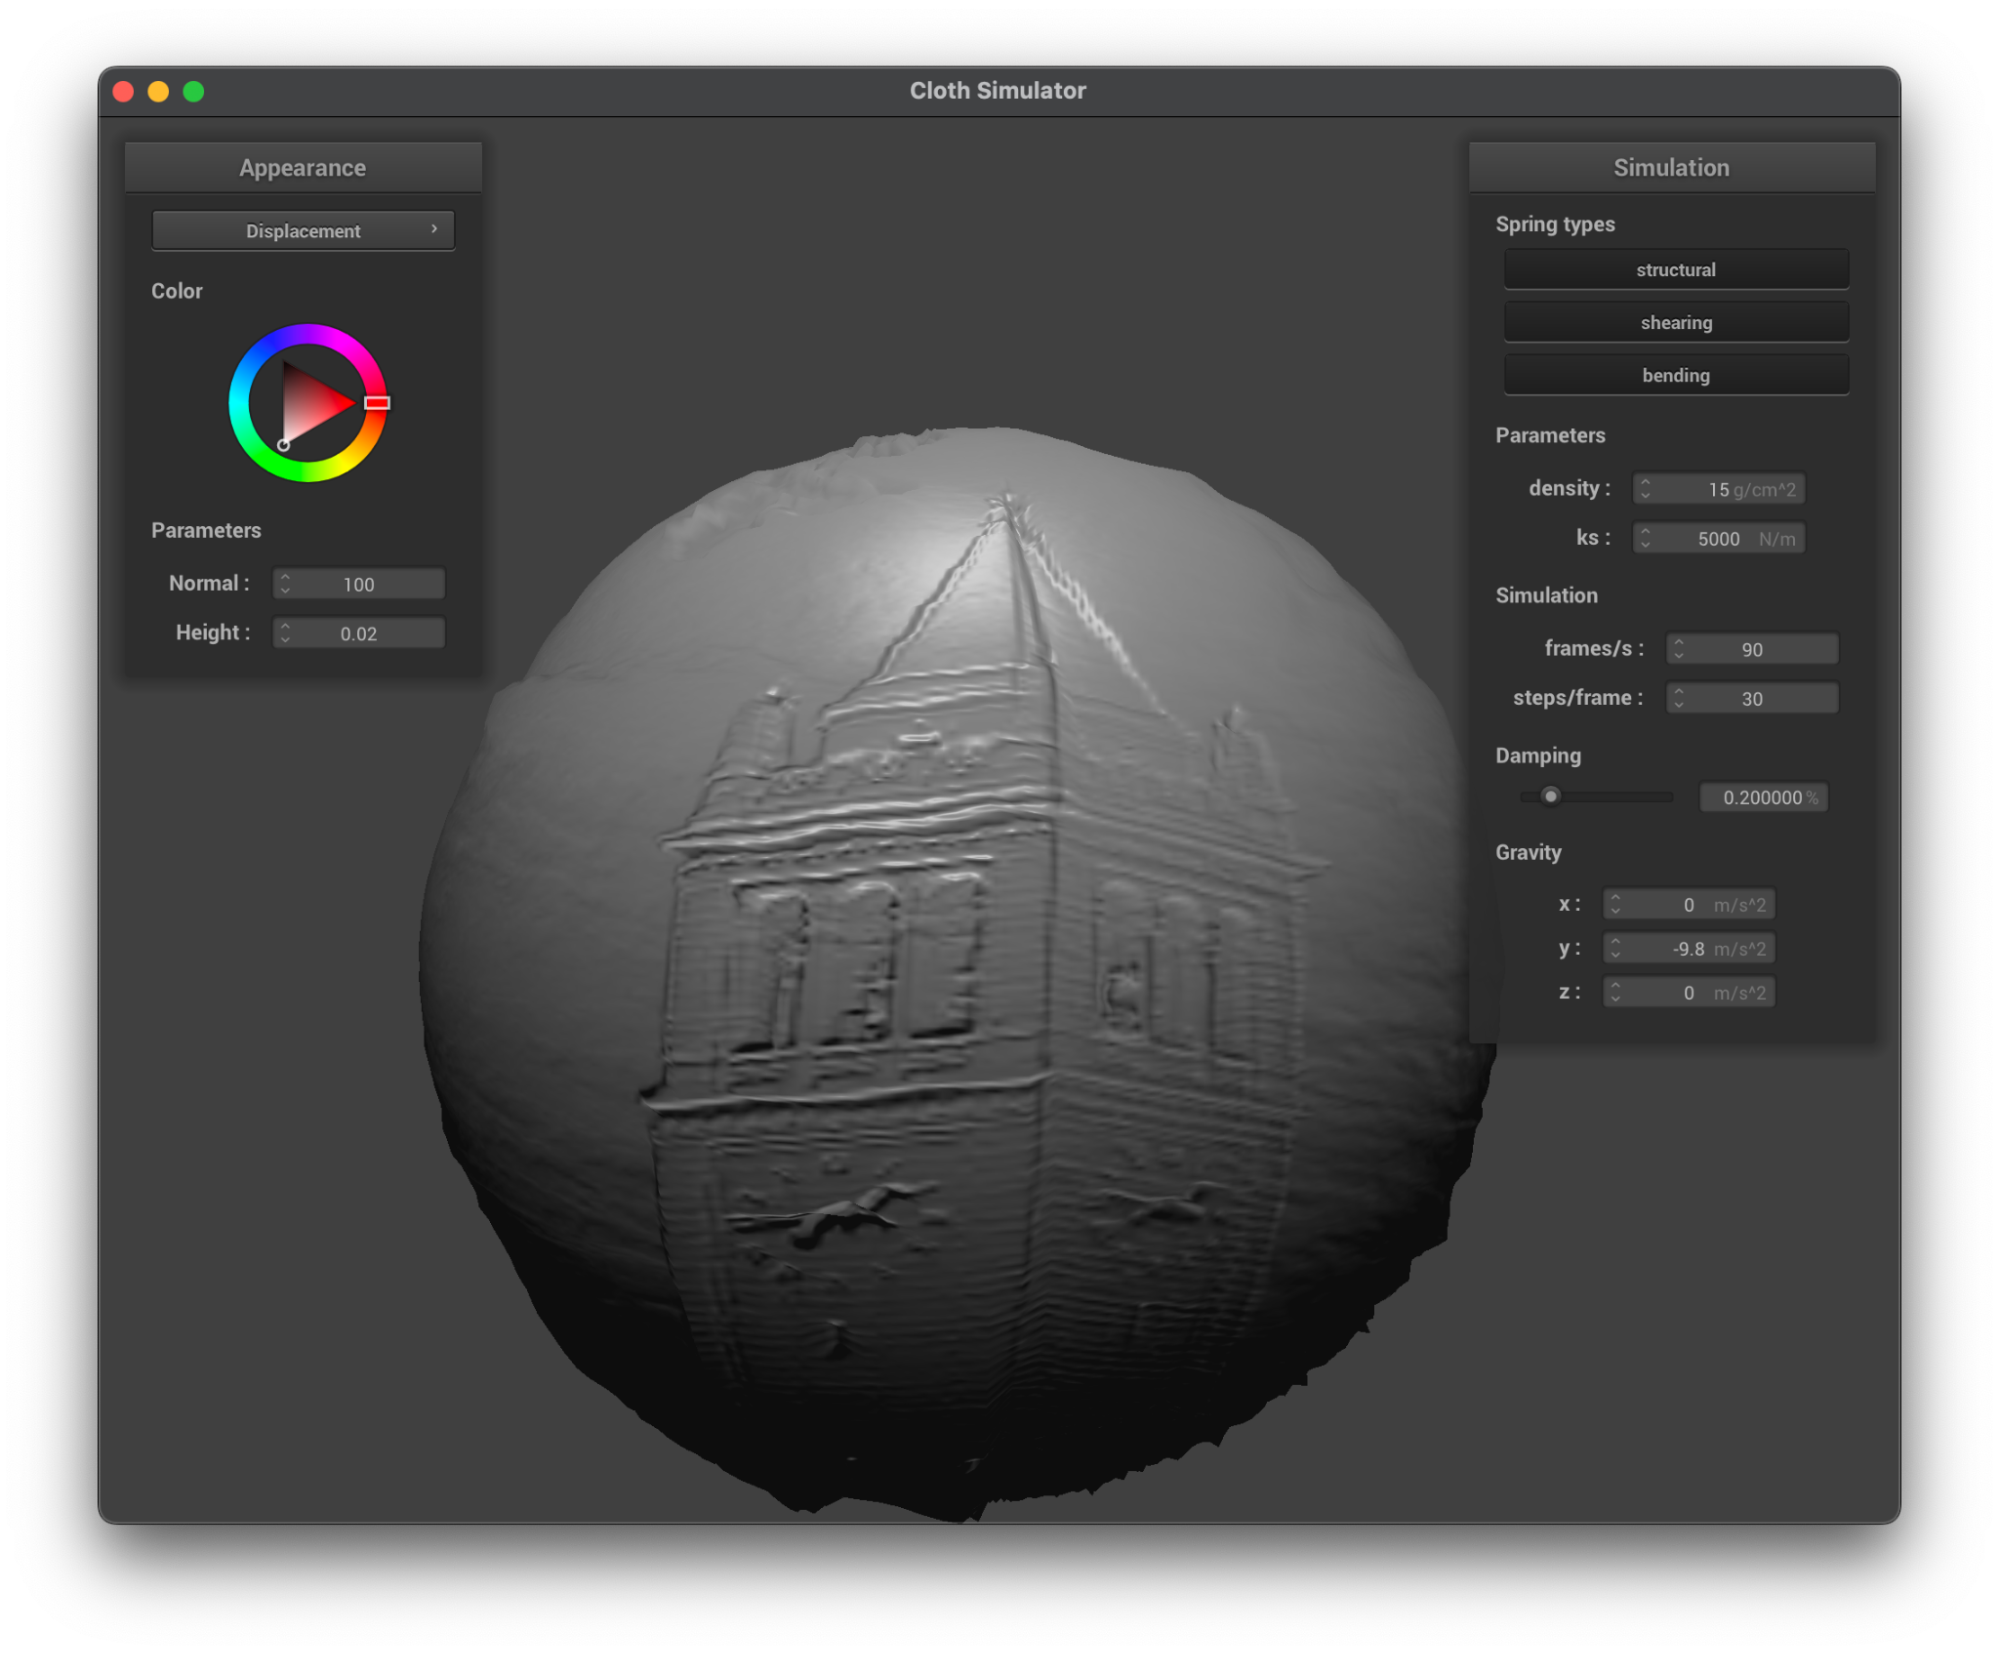 Cloth Simulator
Appearance
Displacement
Color
Parameters
Normal : 100
Height : 0.02
Simulation
Spring types
structural
shearing
bending
Parameters
density : 15 g/cm^2
ks : 5000 N/m
Simulation
frames/s : 90
steps/frame : 30
Damping
0.200000 %
Gravity
x : 0 m/s^2
y : -9.8 m/s^2
z : 0 m/s^2